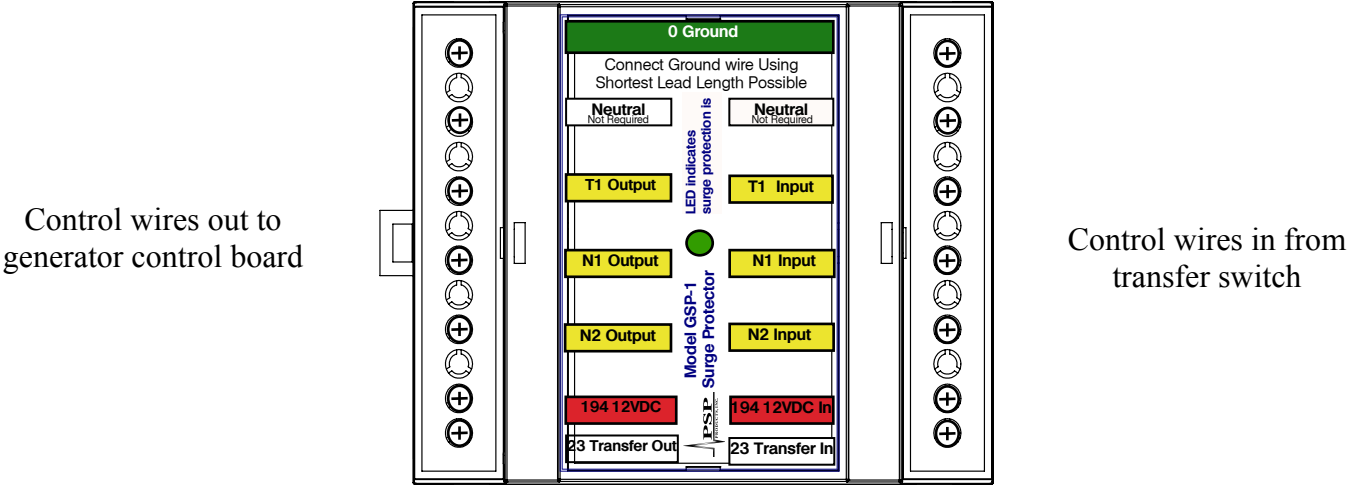 0 Ground
Connect Ground wire Using
Shortest Lead Length Possible
Neutral
Not Required
Neutral
Not Required
LED indicates
surge protection is
T1 Output
T1 Input
Control wires out to
generator control board
Control wires in from
transfer switch
N1 Output
N1 Input
Model GSP-1
Surge Protector
N2 Output
N2 Input
194 12VDC
194 12VDC In
PSP
PRODUCTS, INC.
23 Transfer Out
23 Transfer In